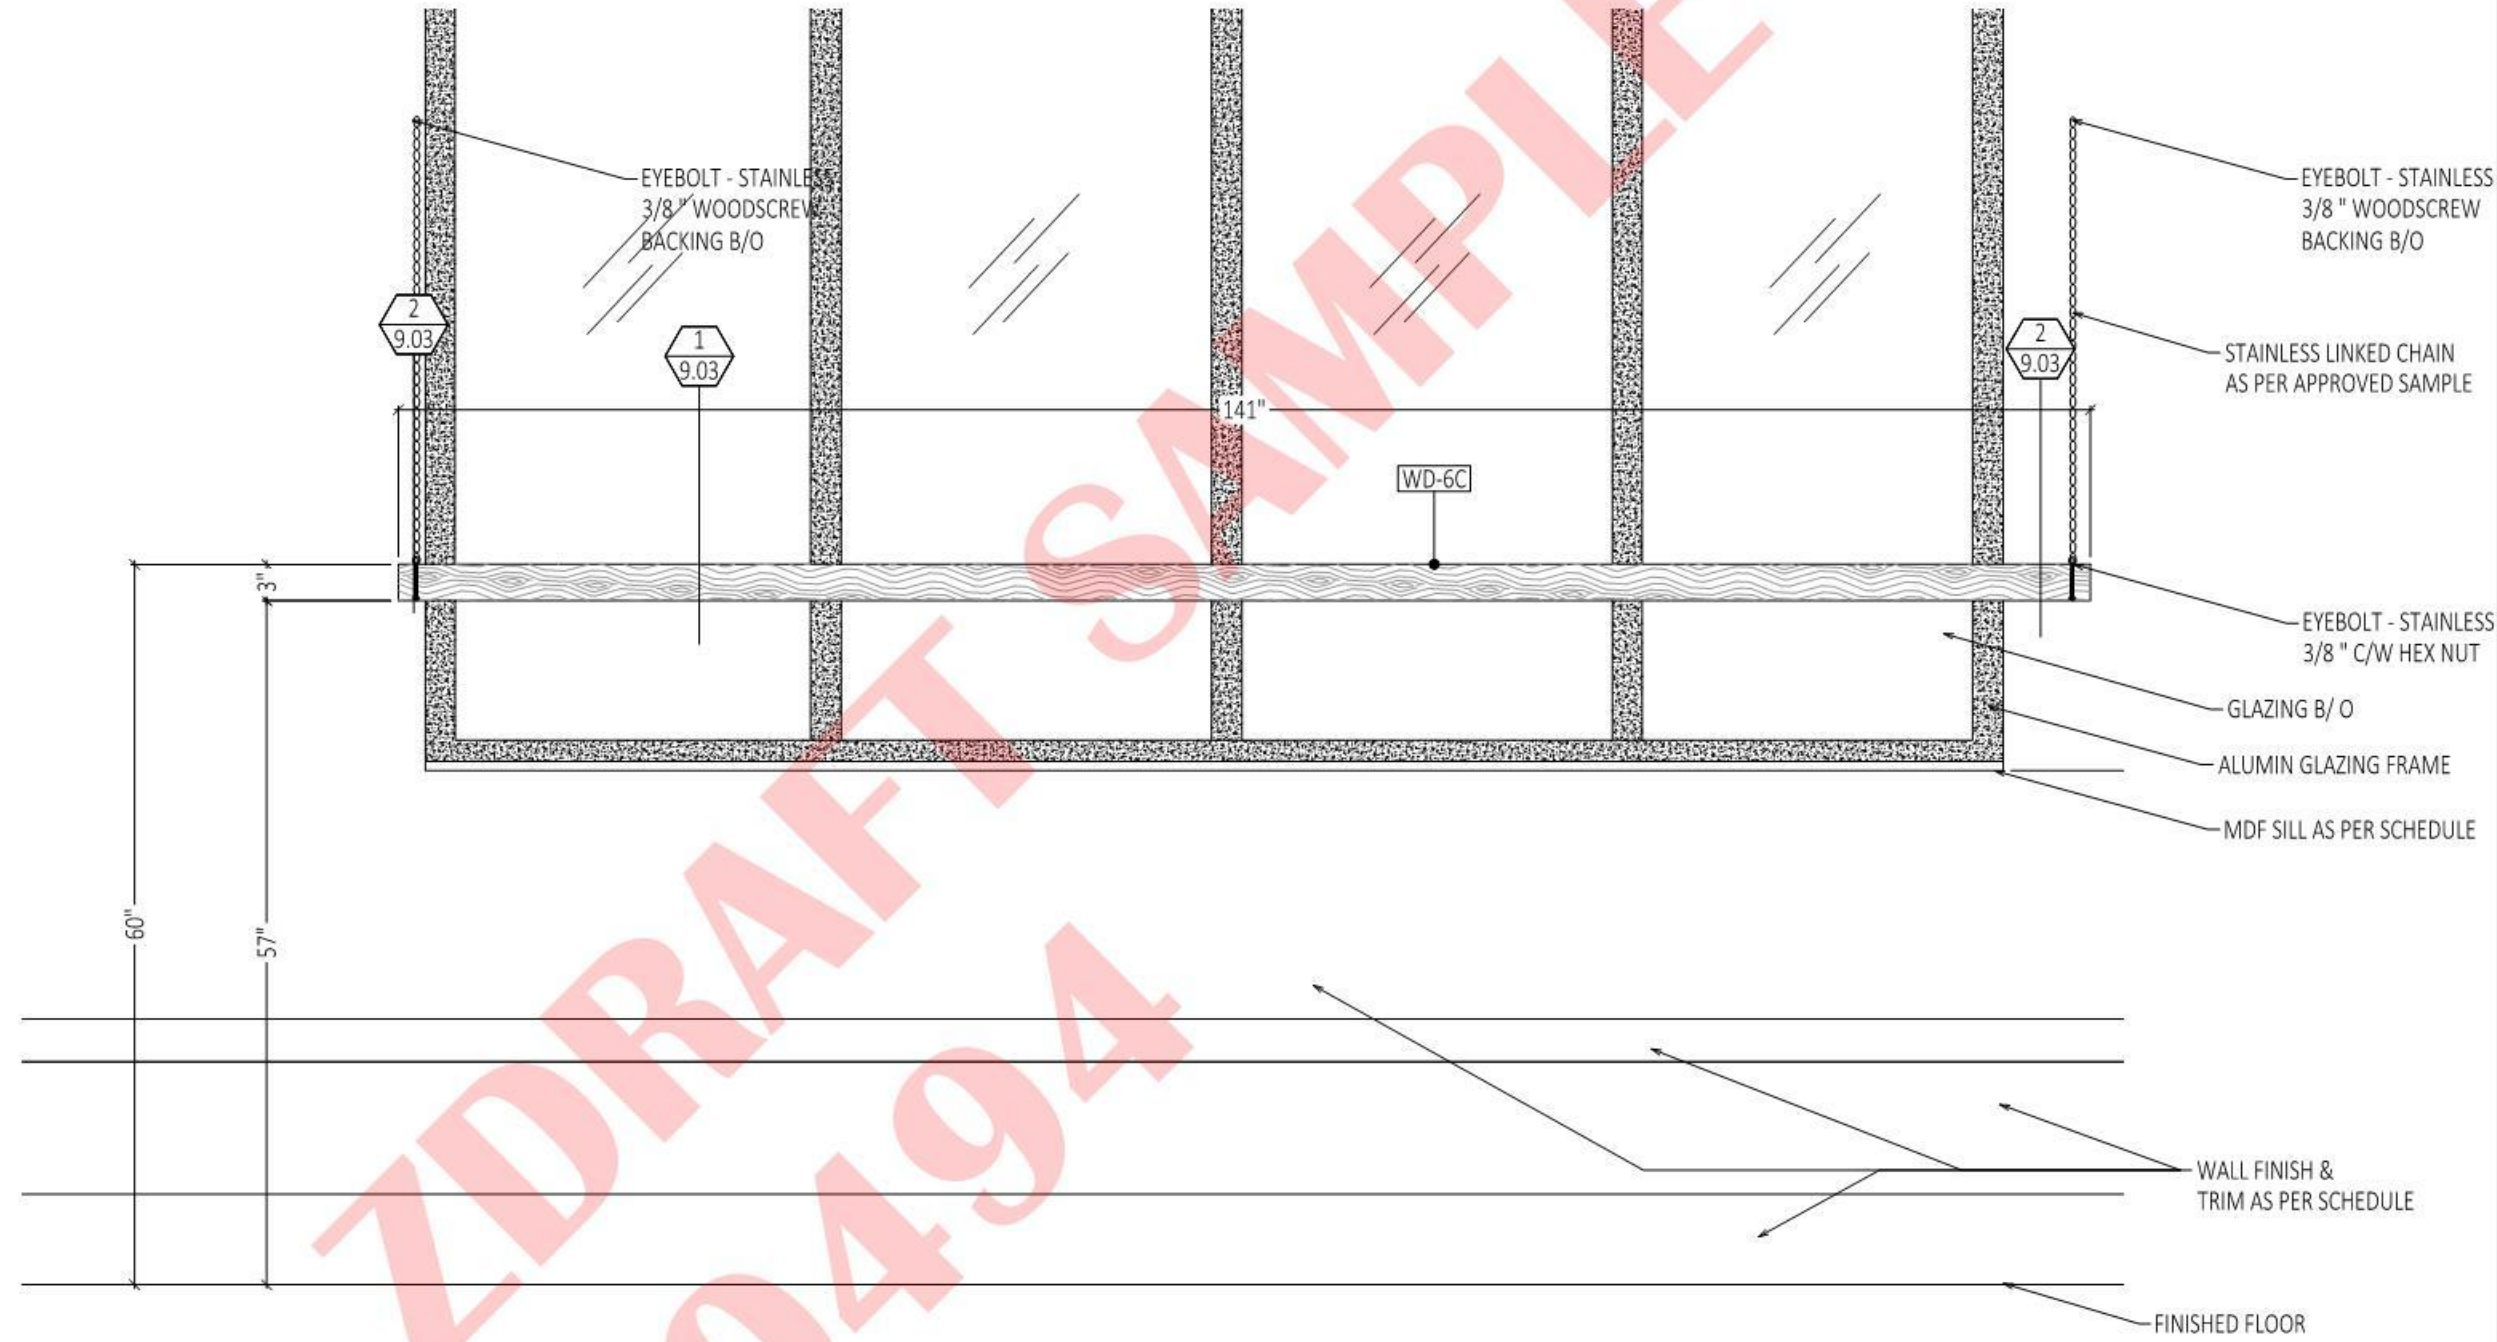 EYEBOLT - STAINLESS
3/8 " WOODSCREW
BACKING B/O
EYEBOLT - STAINLESS
3/8 " WOODSCREW
BACKING B/O
2
9.03
1
9.03
2
9.03
STAINLESS LINKED CHAIN
AS PER APPROVED SAMPLE
141"
WD-6C
3"
EYEBOLT - STAINLESS
3/8 " C/W HEX NUT
GLAZING B/ O
ALUMIN GLAZING FRAME
MDF SILL AS PER SCHEDULE
60"
57"
WALL FINISH &
TRIM AS PER SCHEDULE
FINISHED FLOOR
ZDRAFT SAMPLE
0494